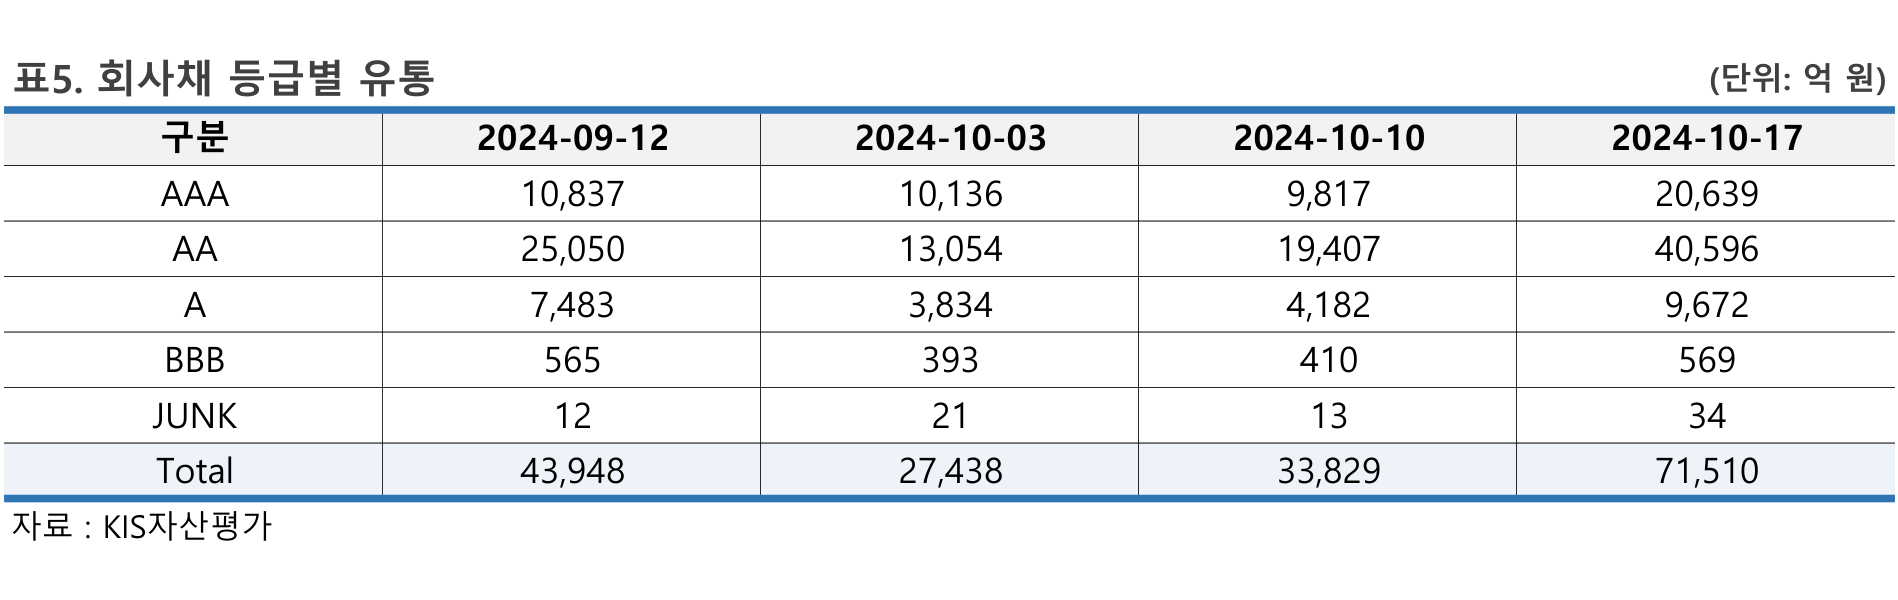 표5. 회사채 등급별 유통 (단위: 억 원)
구분 2024-09-12 2024-10-03 2024-10-10 2024-10-17
AAA 10,837 10,136 9,817 20,639
AA 25,050 13,054 19,407 40,596
A 7,483 3,834 4,182 9,672
BBB 565 393 410 569
JUNK 12 21 13 34
Total 43,948 27,438 33,829 71,510
자료 : KIS자산평가